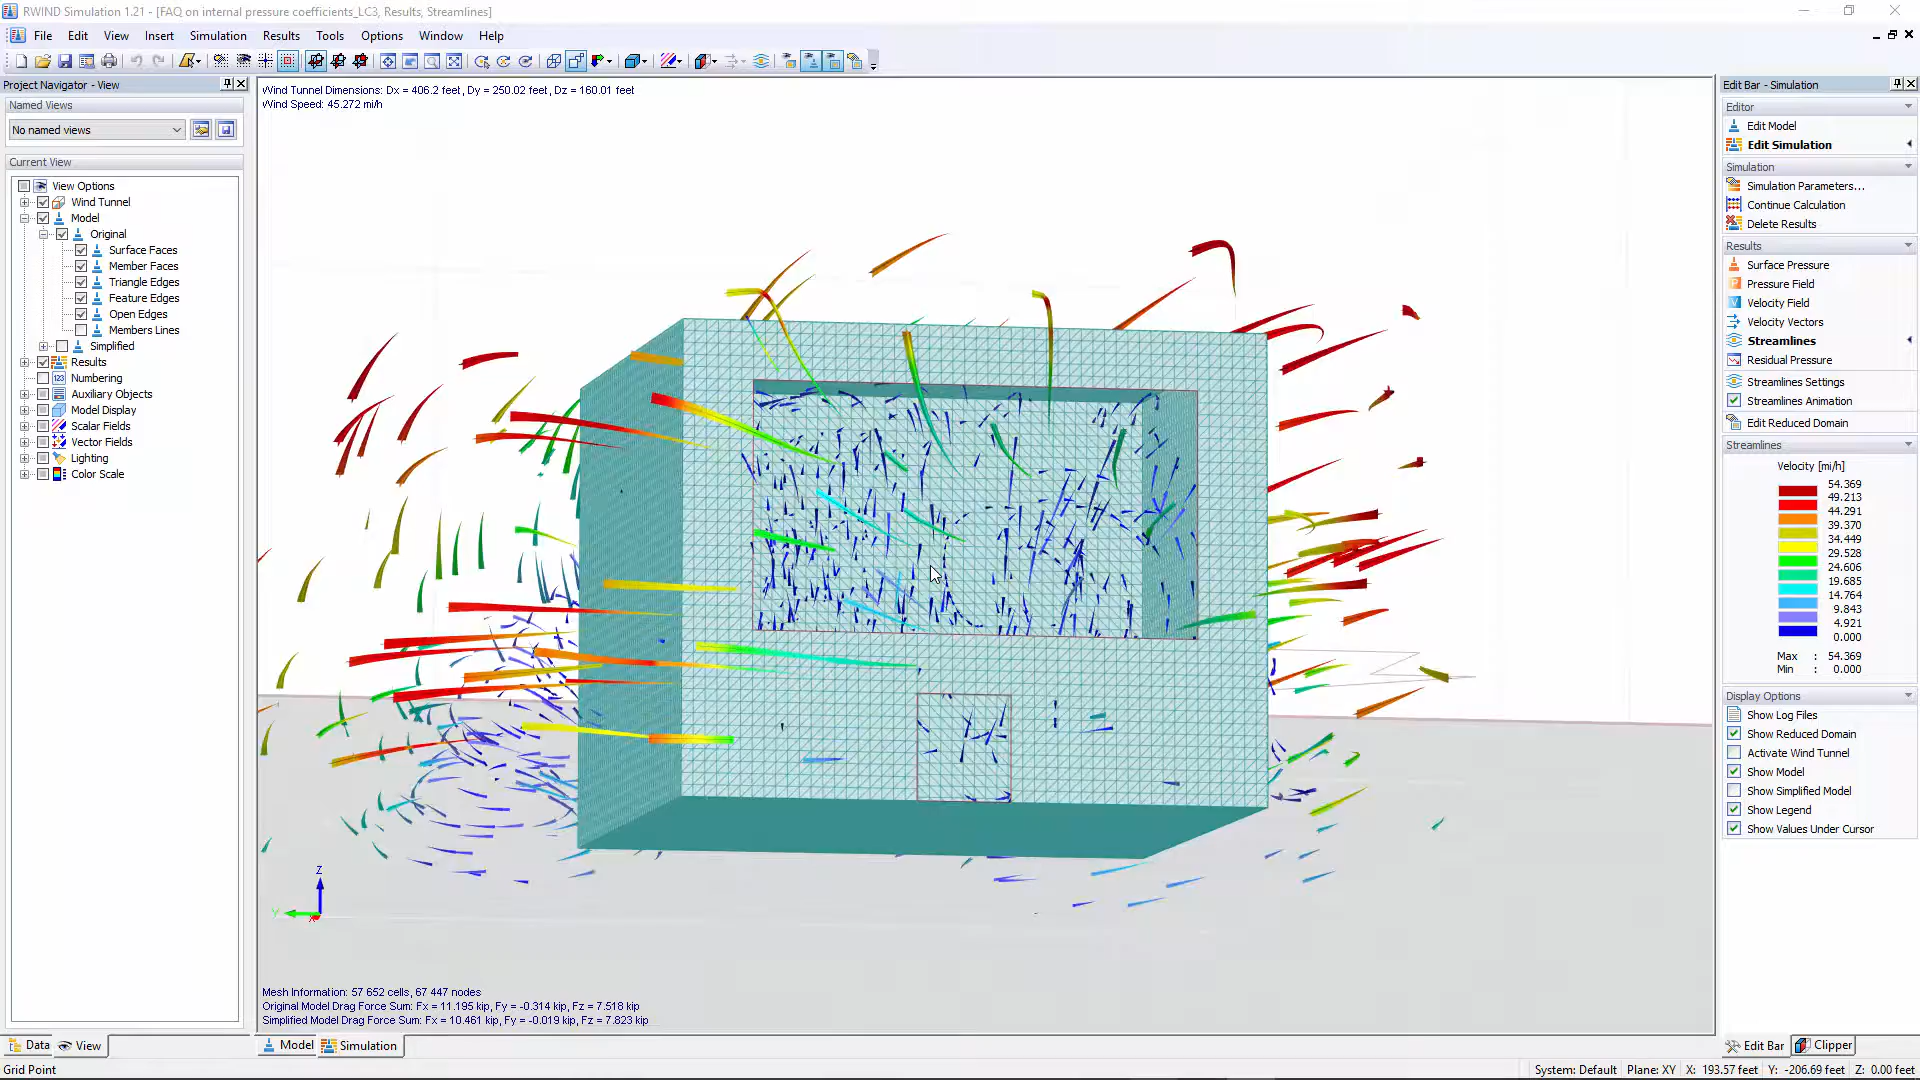 RWIND Simulation 1.21 - [FAQ on internal pressure coefficients_LC3, Results, Streamlines]
File Edit View Insert Simulation Results Tools Options Window Help
Project Navigator - View
Named Views
No named views
Current View
View Options
Wind Tunnel
Model
Original
Surface Faces
Member Faces
Triangle Edges
Feature Edges
Open Edges
Members Lines
Simplified
Results
123 Numbering
Auxiliary Objects
Model Display
Scalar Fields
Vector Fields
Lighting
Color Scale
Data
View
Wind Tunnel Dimensions: Dx = 406.2 feet, Dy = 250.02 feet, Dz = 160.01 feet
Wind Speed: 45.272 mi/h
Z
Y
X
Mesh Information: 57 652 cells, 67 447 nodes
Original Model Drag Force Sum: Fx = 11.195 kip, Fy = -0.314 kip, Fz = 7.518 kip
Simplified Model Drag Force Sum: Fx = 10.461 kip, Fy = -0.019 kip, Fz = 7.823 kip
Model
Simulation
Edit Bar - Simulation
Editor
Edit Model
Edit Simulation
Simulation
Simulation Parameters...
Continue Calculation
Delete Results
Results
Surface Pressure
Pressure Field
Velocity Field
Velocity Vectors
Streamlines
Residual Pressure
Streamlines Settings
Streamlines Animation
Edit Reduced Domain
Streamlines
Velocity [mi/h]
54.369
49.213
44.291
39.370
34.449
29.528
24.606
19.685
14.764
9.843
4.921
0.000
Max : 54.369
Min : 0.000
Display Options
Show Log Files
Show Reduced Domain
Activate Wind Tunnel
Show Model
Show Simplified Model
Show Legend
Show Values Under Cursor
Edit Bar
Clipper
Grid Point
System: Default Plane: XY X: 193.57 feet Y: -206.69 feet Z: 0.00 feet